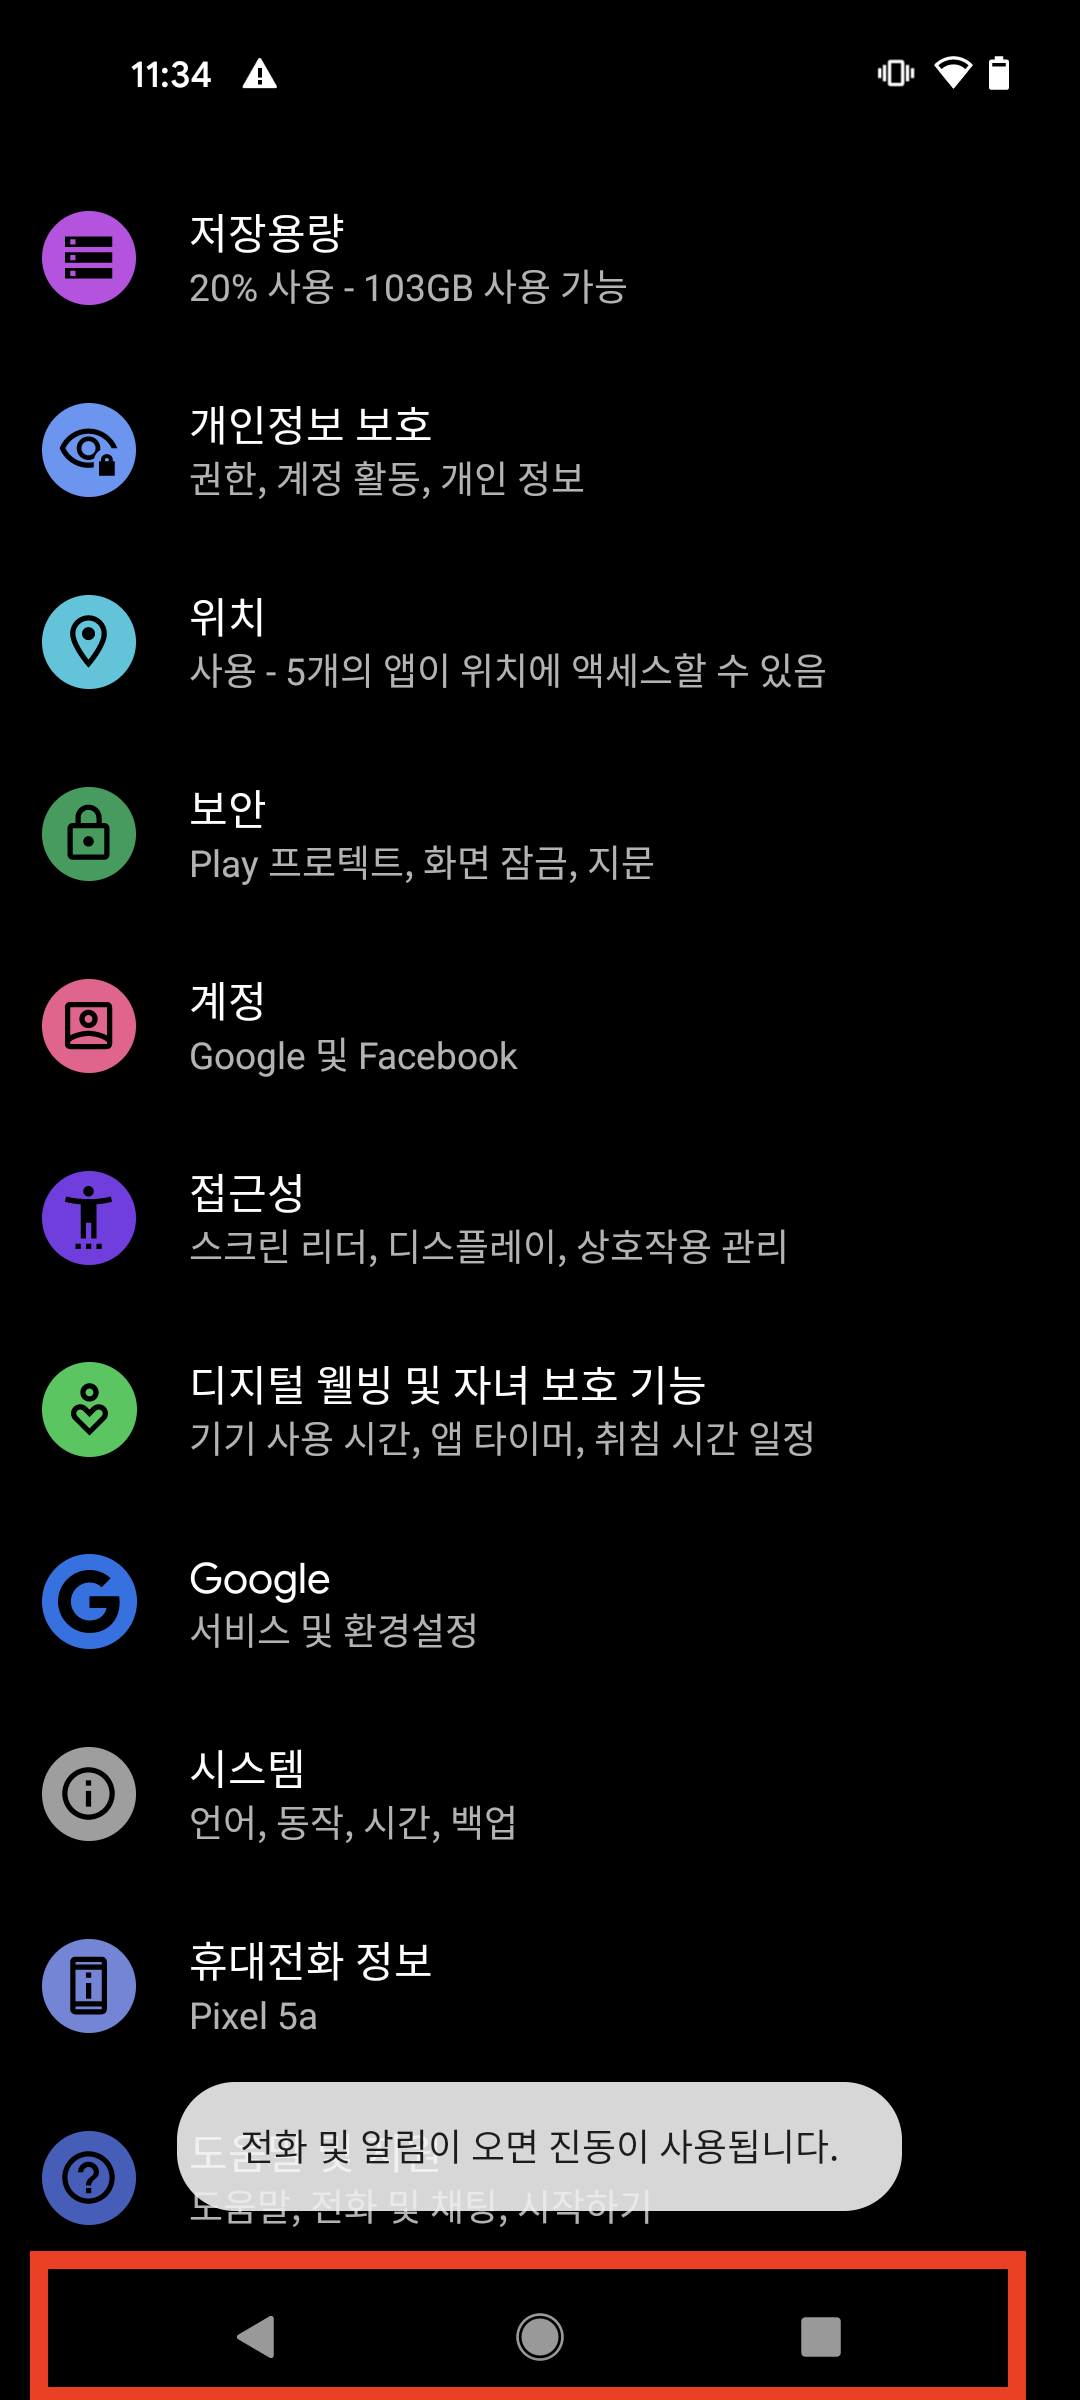 11:34
저장용량
20% 사용 - 103GB 사용 가능
개인정보 보호
권한, 계정 활동, 개인 정보
위치
사용 - 5개의 앱이 위치에 액세스할 수 있음
보안
Play 프로텍트, 화면 잠금, 지문
계정
Google 및 Facebook
접근성
스크린 리더, 디스플레이, 상호작용 관리
디지털 웰빙 및 자녀 보호 기능
기기 사용 시간, 앱 타이머, 취침 시간 일정
Google
서비스 및 환경설정
시스템
언어, 동작, 시간, 백업
휴대전화 정보
Pixel 5a
전화 및 알림이 오면 진동이 사용됩니다.
도움말 및
도움말, 전화 및 채팅, 시작하기